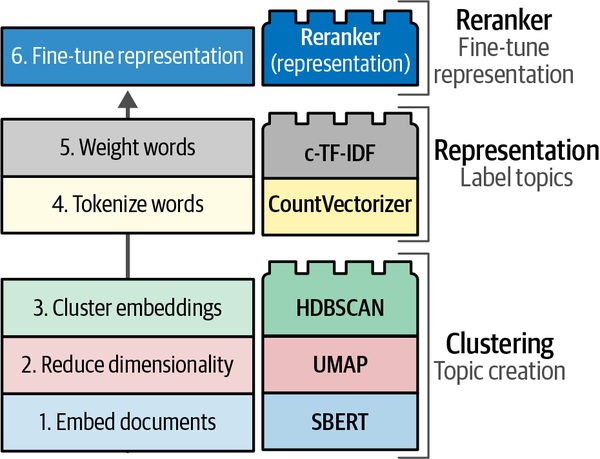 6. Fine-tune representation
Reranker
(representation)
Reranker
Fine-tune
representation
5. Weight words
c-TF-IDF
4. Tokenize words
CountVectorizer
Representation
Label topics
3. Cluster embeddings
HDBSCAN
2. Reduce dimensionality
UMAP
1. Embed documents
SBERT
Clustering
Topic creation